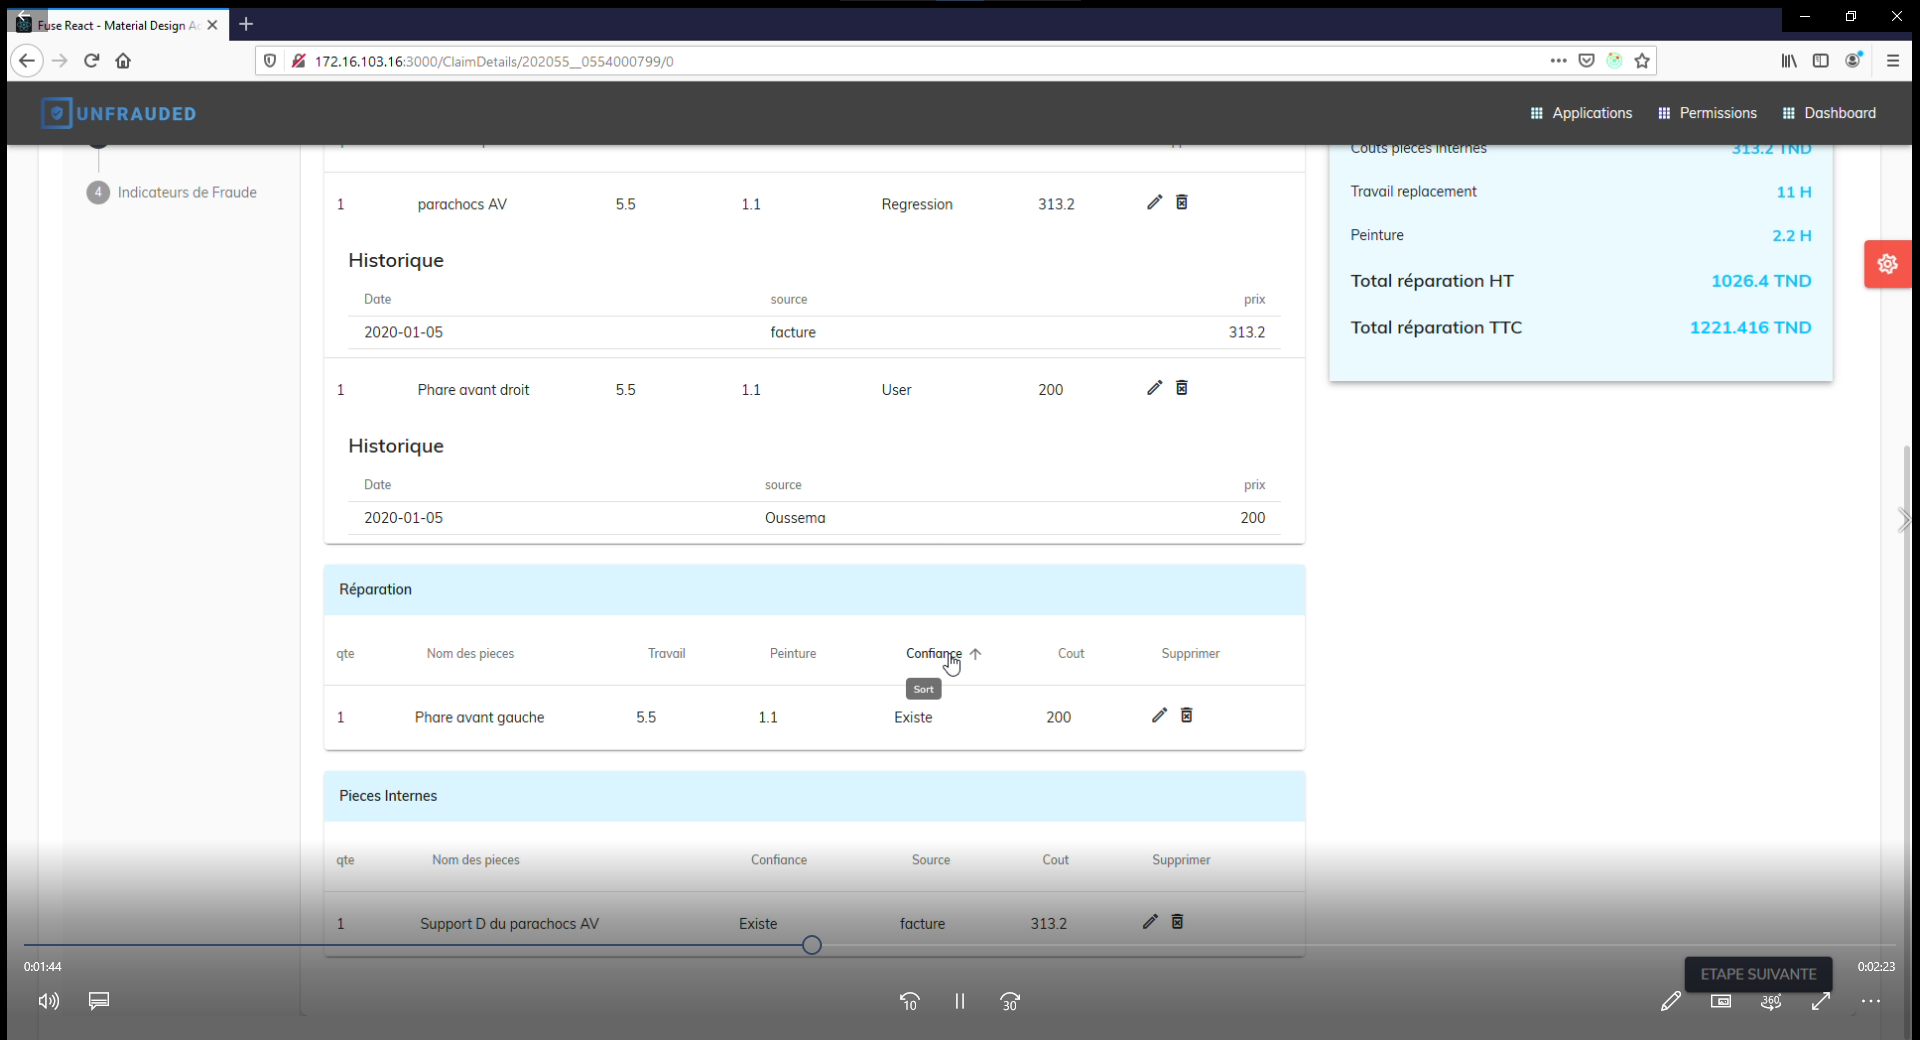 Fuse React - Material Design Ac
172.16.103.16:3000/ClaimDetails/202055__0554000799/0
UNFRAUDED
Applications
Permissions
Dashboard
4 Indicateurs de Fraude
1 parachocs AV 5.5 1.1 Regression 313.2
Historique
Date source prix
2020-01-05 facture 313.2
1 Phare avant droit 5.5 1.1 User 200
Historique
Date source prix
2020-01-05 Oussema 200
Réparation
qte Nom des pieces Travail Peinture Confiance Cout Supprimer
Sort
1 Phare avant gauche 5.5 1.1 Existe 200
Pieces Internes
qte Nom des pieces Confiance Source Cout Supprimer
1 Support D du parachocs AV Existe facture 313.2
Couts pieces internes 313.2 TND
Travail replacement 11 H
Peinture 2.2 H
Total réparation HT 1026.4 TND
Total réparation TTC 1221.416 TND
ETAPE SUIVANTE
0:01:44
0:02:23
10
30
360